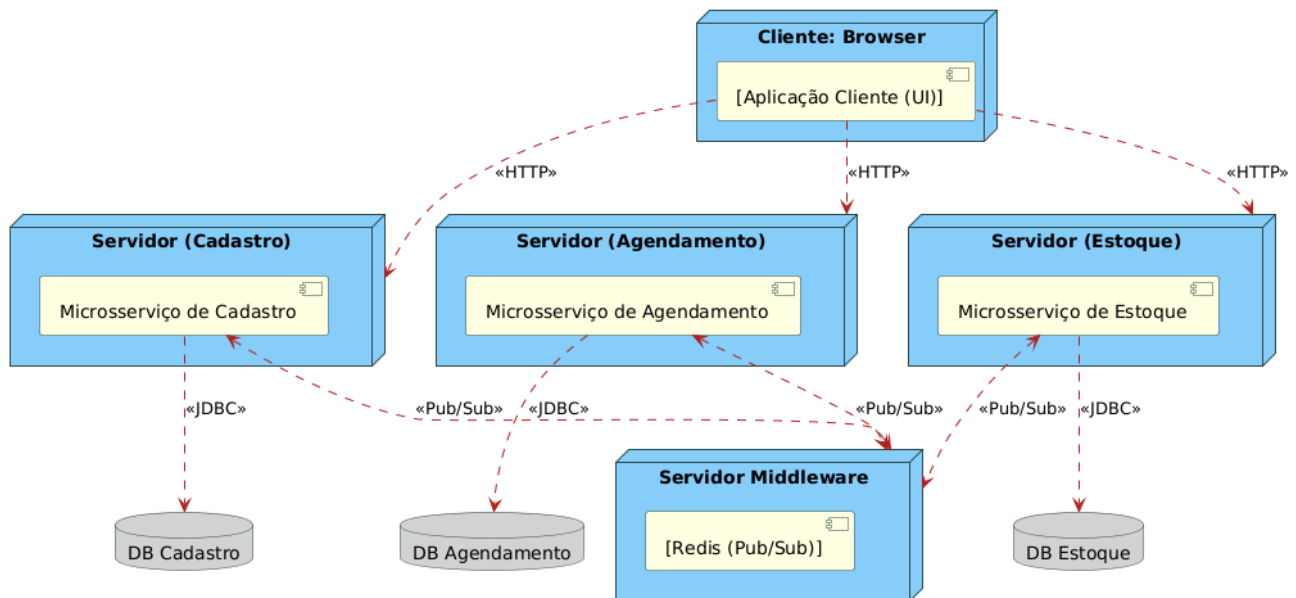 Cliente: Browser
[Aplicação Cliente (UI)]
«HTTP»
«HTTP»
«HTTP»
Servidor (Cadastro)
Servidor (Agendamento)
Servidor (Estoque)
Microsserviço de Cadastro
Microsserviço de Agendamento
Microsserviço de Estoque
«JDBC»
«Pub/Sub»
«JDBC»
«Pub/Sub»
«Pub/Sub»
«JDBC»
Servidor Middleware
[Redis (Pub/Sub)]
DB Cadastro
DB Agendamento
DB Estoque